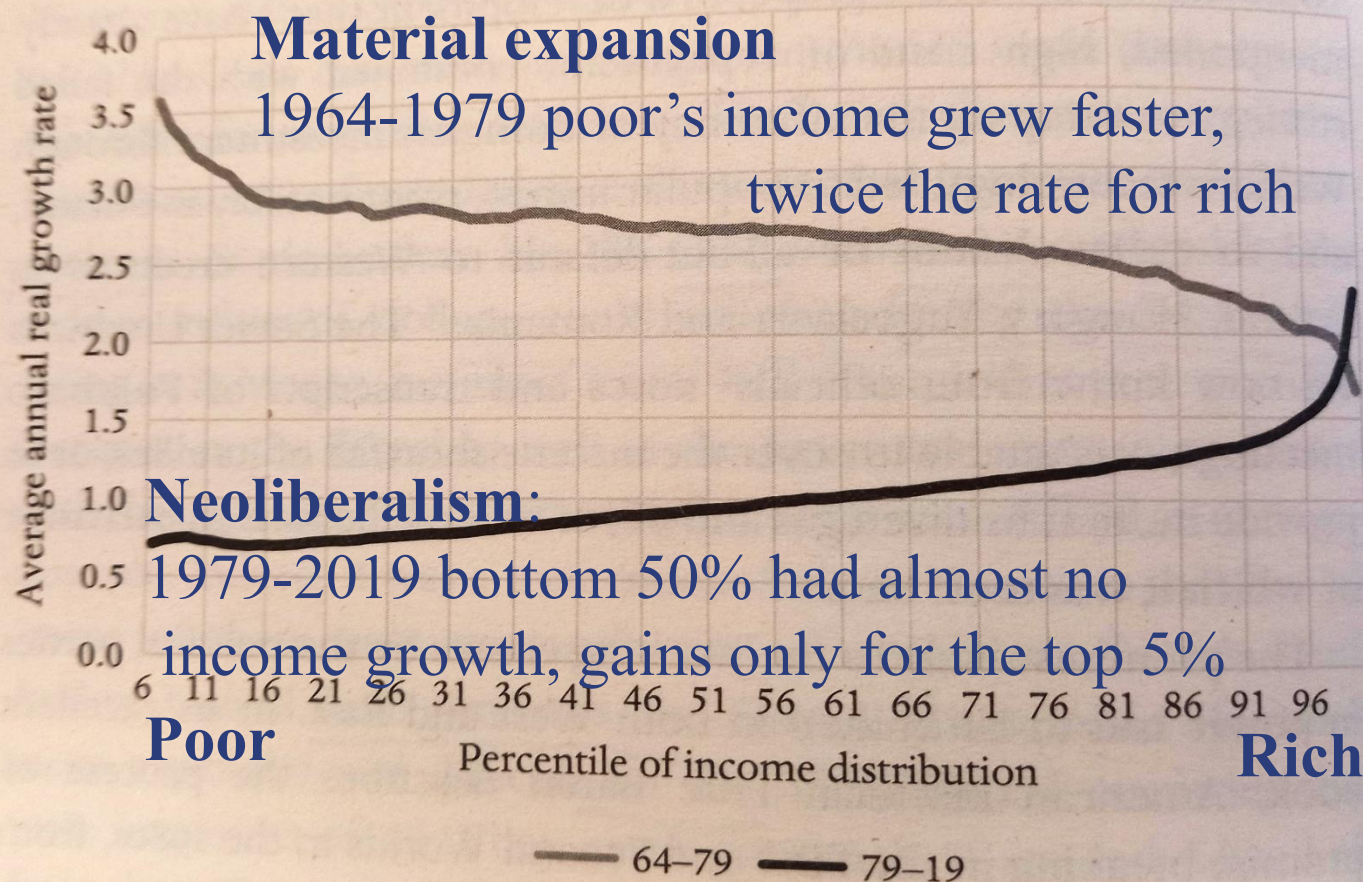 Material expansion
1964-1979 poor’s income grew faster,
twice the rate for rich
Average annual real growth rate
4.0
3.5
3.0
2.5
2.0
1.5
1.0
0.5
0.0
Neoliberalism:
1979-2019 bottom 50% had almost no
income growth, gains only for the top 5%
6 11 16 21 26 31 36 41 46 51 56 61 66 71 76 81 86 91 96
Poor
Rich
Percentile of income distribution
64–79 79–19